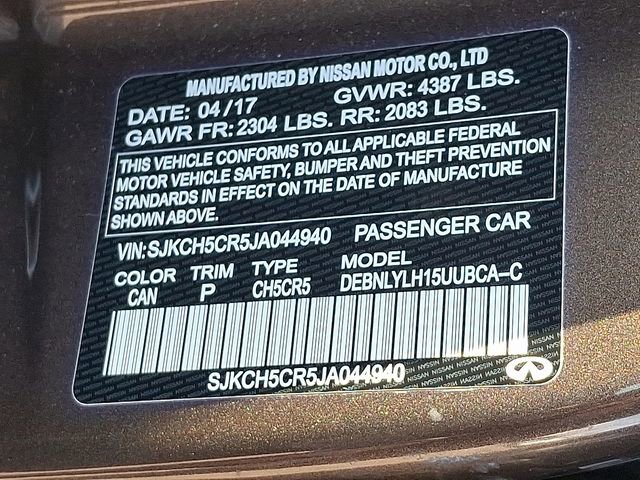 MANUFACTURED BY NISSAN MOTOR CO., LTD
DATE: 04/17 GVWR: 4387 LBS.
GAWR FR: 2304 LBS. RR: 2083 LBS.
THIS VEHICLE CONFORMS TO ALL APPLICABLE FEDERAL
MOTOR VEHICLE SAFETY, BUMPER AND THEFT PREVENTION
STANDARDS IN EFFECT ON THE DATE OF MANUFACTURE
SHOWN ABOVE.
VIN:SJKCH5CR5JA044940 PASSENGER CAR
COLOR TRIM TYPE MODEL
CAN P CH5CR5 DEBNLYLH15UUBCA-C
SJKCH5CR5JA044940